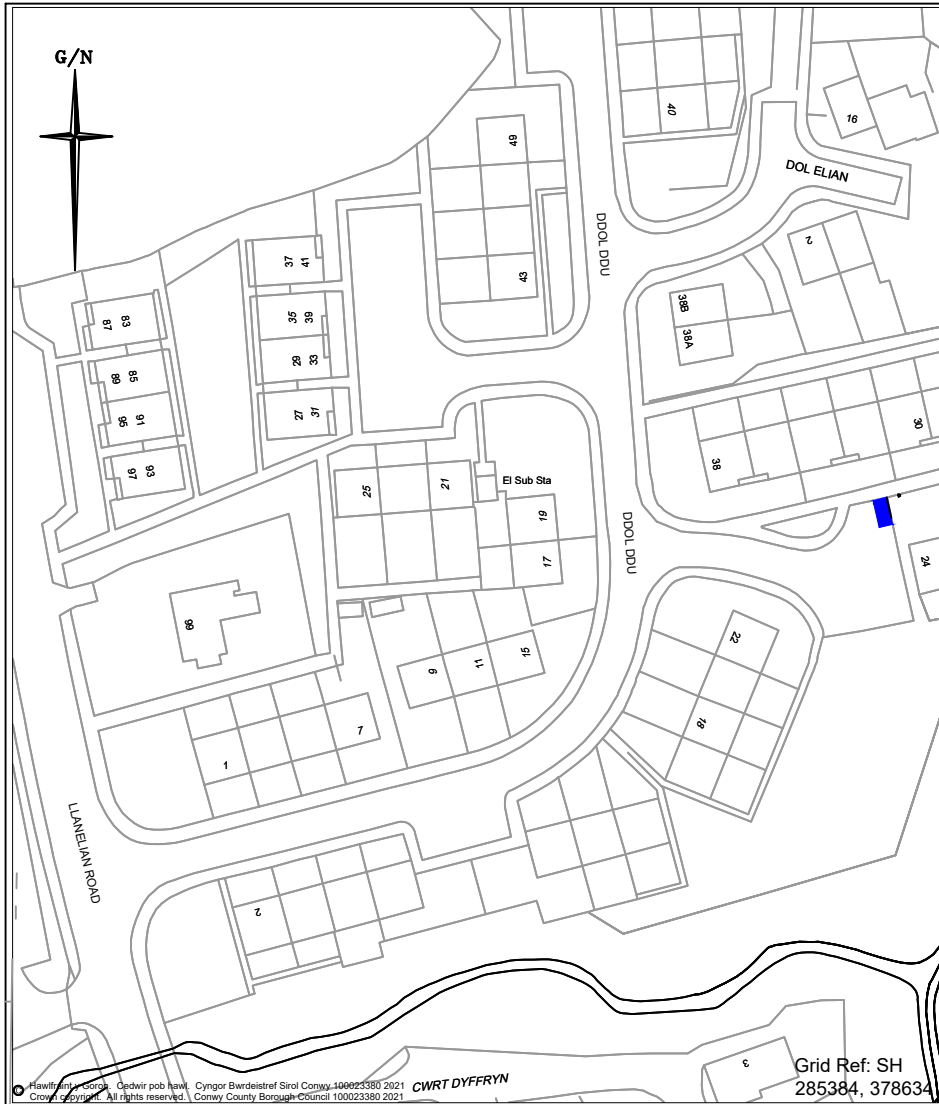 G/N
40
16
49
DOL ELIAN
DDOL DDU
2
37 41
43
38B
35 39
38A
87 83
29 33
89 85
27 31
95 91
38
30
97 93
25
21
El Sub Sta
19
DDOL DDU
17
24
99
22
9
11
15
18
7
1
LLANELIAN ROAD
2
3
CWRT DYFFRYN
Grid Ref: SH
285384, 378634
© Hawlfraint y Goron. Cedwir pob hawl. Cyngor Bwrdeistref Sirol Conwy 100023380 2021
Crown copyright. All rights reserved. Conwy County Borough Council 100023380 2021